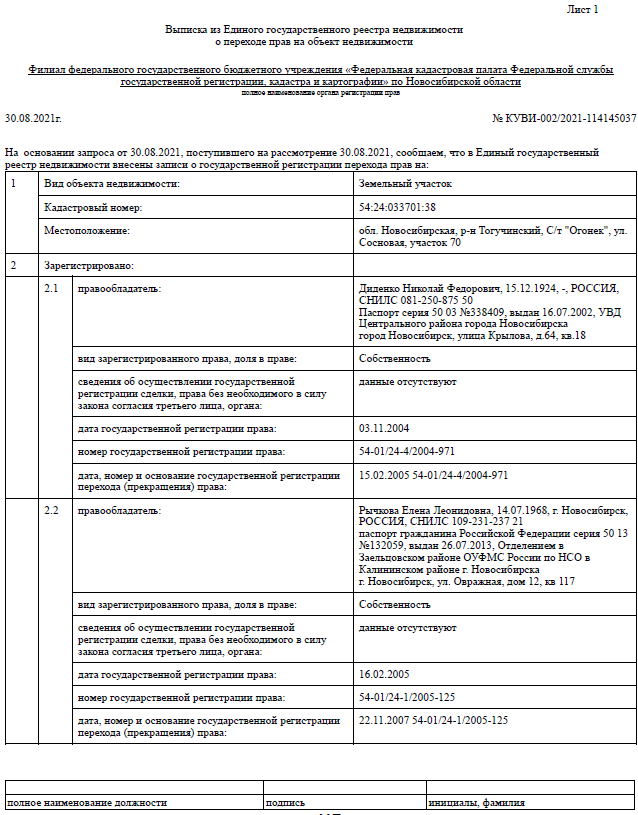 Лист 1
Выписка из Единого государственного реестра недвижимости
о переходе прав на объект недвижимости
Филиал федерального государственного бюджетного учреждения «Федеральная кадастровая палата Федеральной службы
государственной регистрации, кадастра и картографии» по Новосибирской области
полное наименование органа регистрации прав
30.08.2021г.
№ КУВИ-002/2021-114145037
На основании запроса от 30.08.2021, поступившего на рассмотрение 30.08.2021, сообщаем, что в Единый государственный
реестр недвижимости внесены записи о государственной регистрации перехода прав на:
1
Вид объекта недвижимости:
Земельный участок
Кадастровый номер:
54:24:033701:38
Местоположение:
обл. Новосибирская, р-н Тогучинский, С/т "Огонек", ул.
Сосновая, участок 70
2
Зарегистрировано:
2.1
правообладатель:
Диденко Николай Федорович, 15.12.1924, -, РОССИЯ,
СНИЛС 081-250-875 50
Паспорт серия 50 03 №338409, выдан 16.07.2002, УВД
Центрального района города Новосибирска
город Новосибирск, улица Крылова, д.64, кв.18
вид зарегистрированного права, доля в праве:
Собственность
сведения об осуществлении государственной
регистрации сделки, права без необходимого в силу
закона согласия третьего лица, органа:
данные отсутствуют
дата государственной регистрации права:
03.11.2004
номер государственной регистрации права:
54-01/24-4/2004-971
дата, номер и основание государственной регистрации
перехода (прекращения) права:
15.02.2005 54-01/24-4/2004-971
2.2
правообладатель:
Рычкова Елена Леонидовна, 14.07.1968, г. Новосибирск,
РОССИЯ, СНИЛС 109-231-237 21
паспорт гражданина Российской Федерации серия 50 13
№132059, выдан 26.07.2013, Отделением в
Заельцовском районе ОУФМС России по НСО в
Калининском районе г. Новосибирска
г. Новосибирск, ул. Овражная, дом 12, кв 117
вид зарегистрированного права, доля в праве:
Собственность
сведения об осуществлении государственной
регистрации сделки, права без необходимого в силу
закона согласия третьего лица, органа:
данные отсутствуют
дата государственной регистрации права:
16.02.2005
номер государственной регистрации права:
54-01/24-1/2005-125
дата, номер и основание государственной регистрации
перехода (прекращения) права:
22.11.2007 54-01/24-1/2005-125
полное наименование должности
подпись
инициалы, фамилия